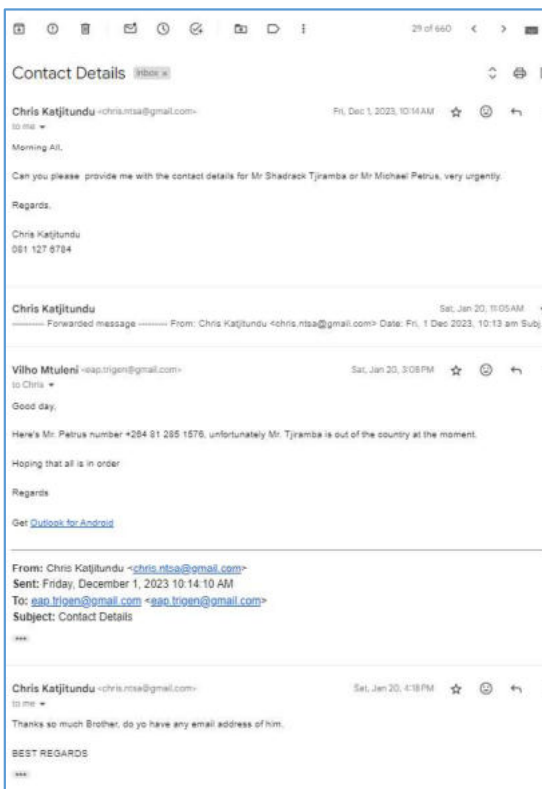 29 of 660
Contact Details Inbox x
Chris Katjitundu <chris.ntsa@gmail.com> Fri, Dec 1, 2023, 10:14 AM
to me
Morning All,
Can you please provide me with the contact details for Mr Shadrack Tjiramba or Mr Michael Petrus, very urgently.
Regards,
Chris Katjitundu
081 127 6784
Chris Katjitundu Sat, Jan 20, 11:05 AM
---------- Forwarded message --------- From: Chris Katjitundu <chris.ntsa@gmail.com> Date: Fri, 1 Dec 2023, 10:13 am Subj
Vilho Mtuleni <eap.trigen@gmail.com> Sat, Jan 20, 3:08 PM
to Chris
Good day,
Here's Mr. Petrus number +264 81 285 1576, unfortunately Mr. Tjiramba is out of the country at the moment.
Hoping that all is in order
Regards
Get Outlook for Android
From: Chris Katjitundu <chris.ntsa@gmail.com>
Sent: Friday, December 1, 2023 10:14:10 AM
To: eap.trigen@gmail.com <eap.trigen@gmail.com>
Subject: Contact Details
Chris Katjitundu <chris.ntsa@gmail.com> Sat, Jan 20, 4:18 PM
to me
Thanks so much Brother, do yo have any email address of him.
BEST REGARDS